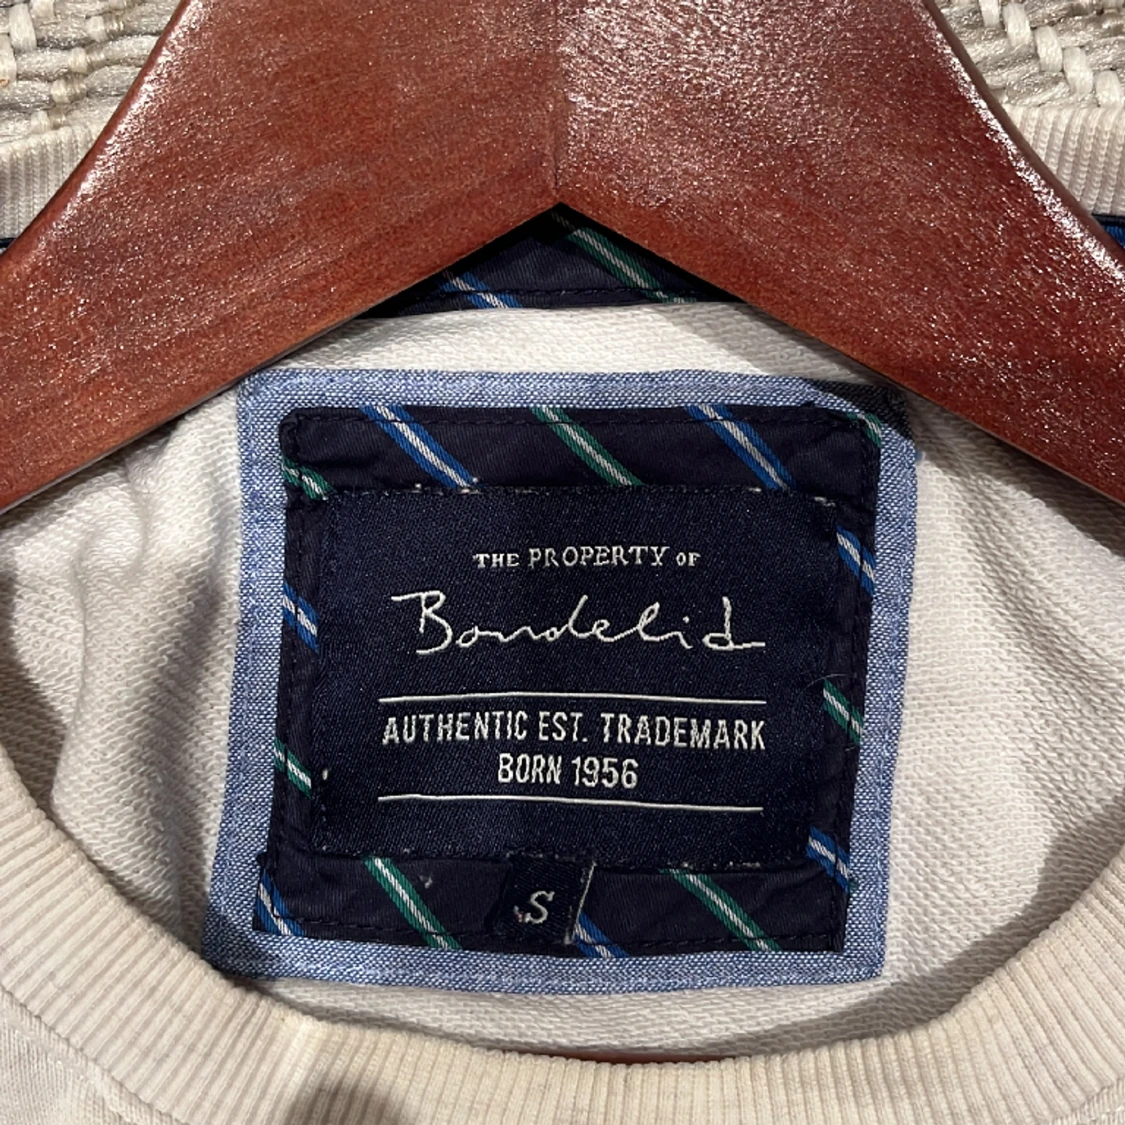 THE PROPERTY OF
Bondelid
AUTHENTIC EST. TRADEMARK
BORN 1956
S